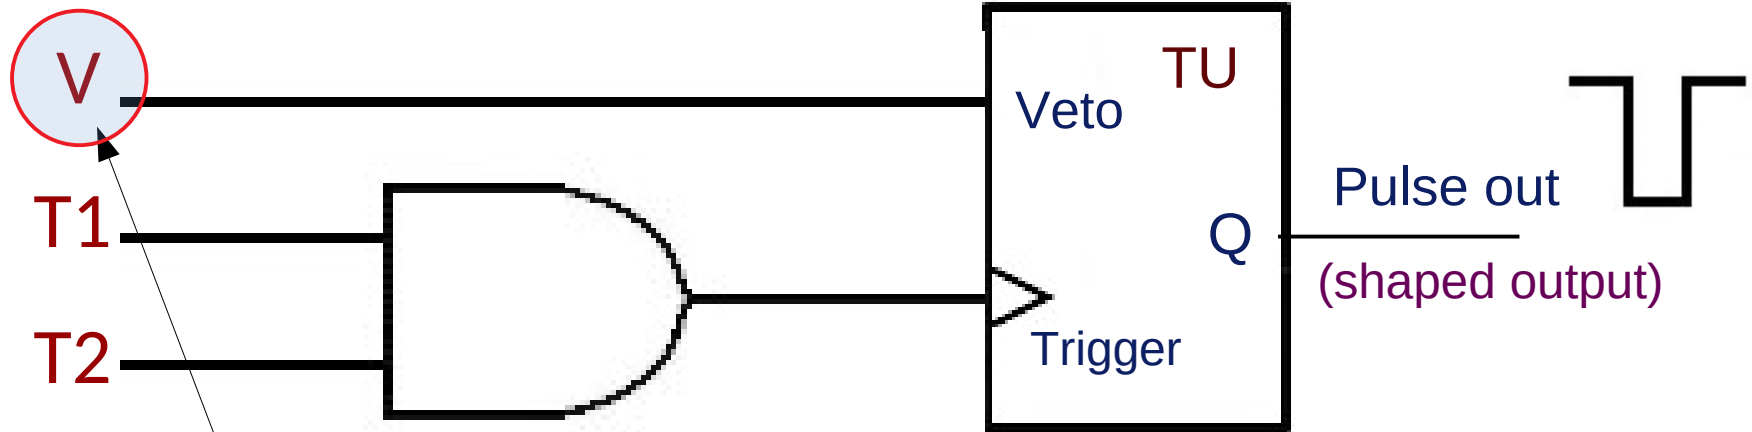 V
TU
Veto
T1
Pulse out
Q
(shaped output)
T2
Trigger